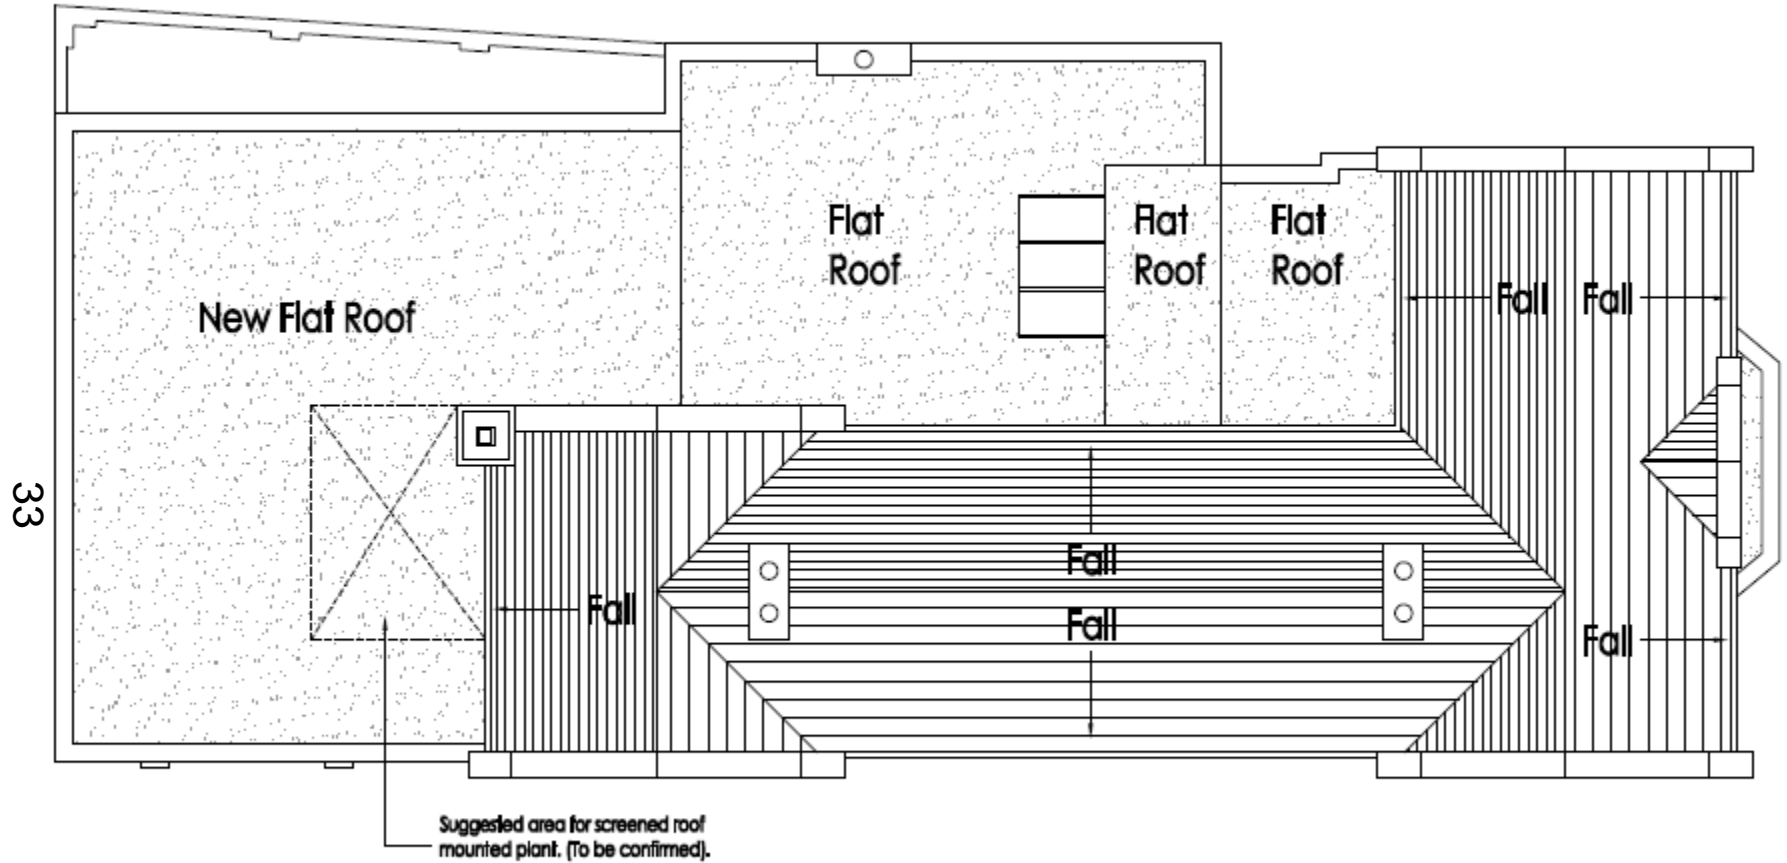 Flat
Roof
Flat
Roof
Flat
Roof
New Flat Roof
Fall
Fall
33
Fall
Fall
Fall
Fall
Suggested area for screened roof
mounted plant. (To be confirmed).